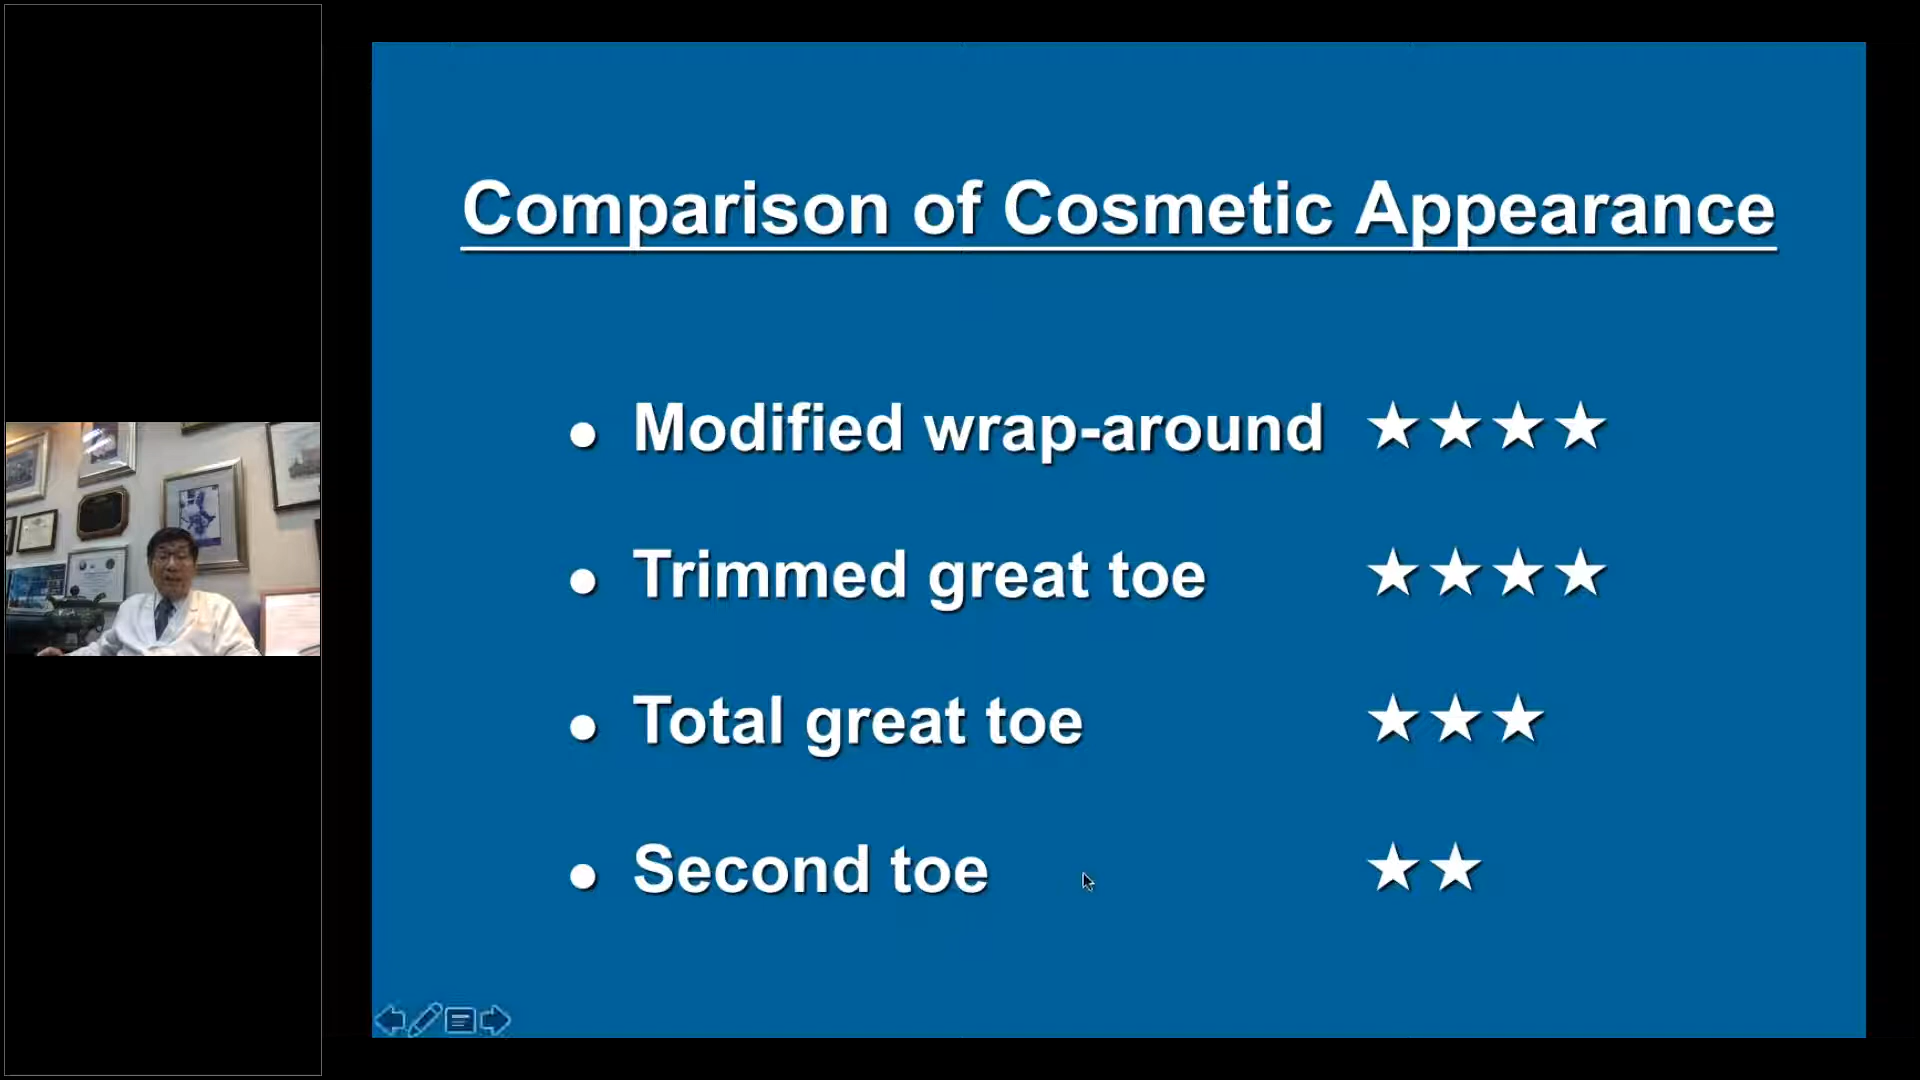 Comparison of Cosmetic Appearance
● Modified wrap-around ★★★★
● Trimmed great toe ★★★★
● Total great toe ★★★
● Second toe ★★